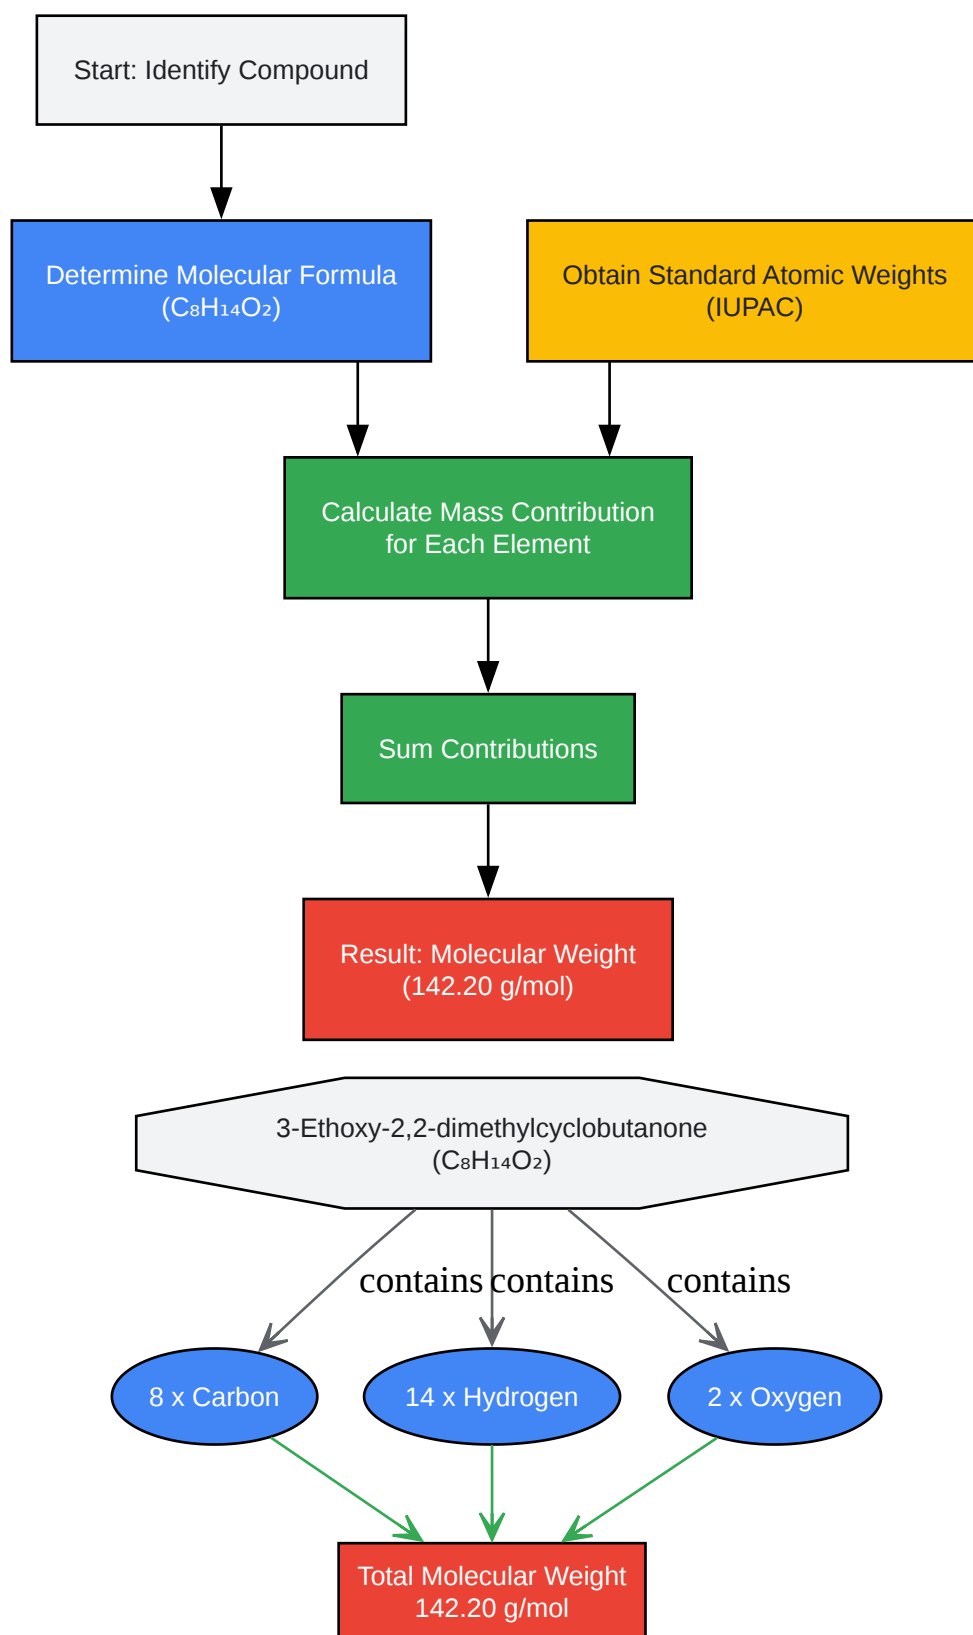 Start: Identify Compound
Determine Molecular Formula
(C₈H₁₄O₂)
Obtain Standard Atomic Weights
(IUPAC)
Calculate Mass Contribution
for Each Element
Sum Contributions
Result: Molecular Weight
(142.20 g/mol)
3-Ethoxy-2,2-dimethylcyclobutanone
(C₈H₁₄O₂)
contains
contains
contains
8 x Carbon
14 x Hydrogen
2 x Oxygen
Total Molecular Weight
142.20 g/mol